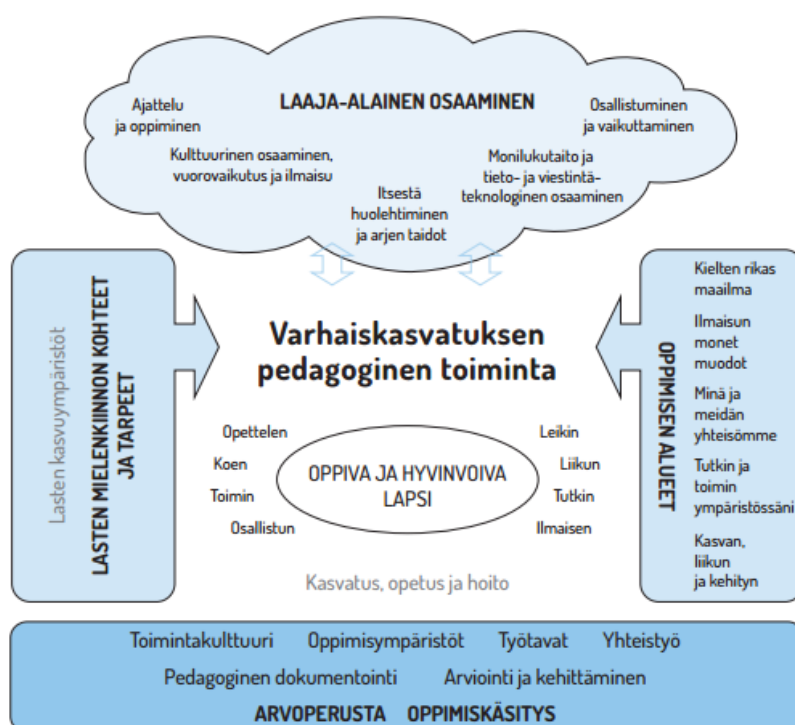 LAAJA-ALAINEN OSAAMINEN
Ajattelu
ja oppiminen
Osallistuminen
ja vaikuttaminen
Kulttuurinen osaaminen,
vuorovaikutus ja ilmaisu
Monilukutaito ja
tieto- ja viestintä-
teknologinen osaaminen
Itsestä
huolehtiminen
ja arjen taidot
Lasten kasvuympäristöt
LASTEN MIELENKIINNON KOHTEET
JA TARPEET
Varhaiskasvatuksen
pedagoginen toiminta
Opettelen
Koen
Toimin
Osallistun
OPPIVA JA HYVINVOIVA
LAPSI
Leikin
Liikun
Tutkin
Ilmaisen
Kasvatus, opetus ja hoito
OPPIMISEN ALUEET
Kielten rikas
maailma
Ilmaisun
monet
muodot
Minä ja
meidän
yhteisömme
Tutkin ja
toimin
ympäristössäni
Kasvan,
liikun
ja kehityn
Toimintakulttuuri Oppimisympäristöt Työtavat Yhteistyö
Pedagoginen dokumentointi Arviointi ja kehittäminen
ARVOPERUSTA OPPIMISKÄSITYS